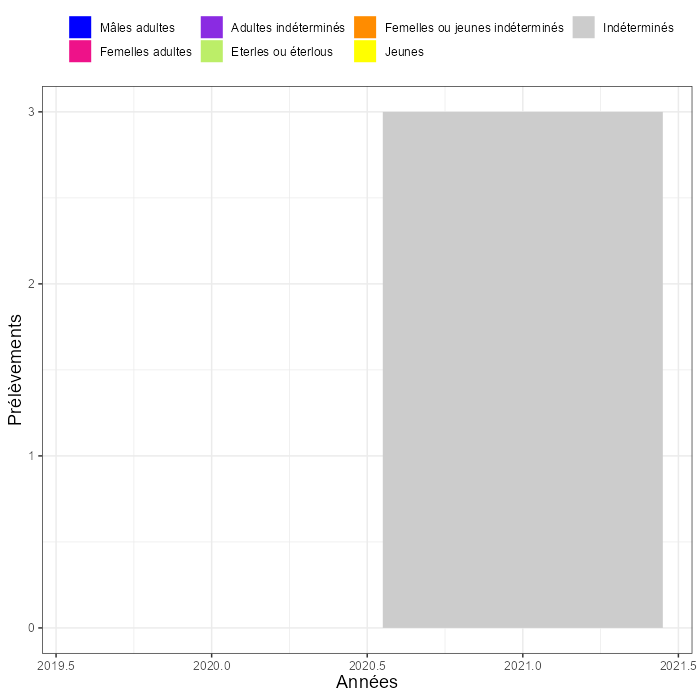 Mâles adultes Adultes indéterminés Femelles ou jeunes indéterminés Indéterminés
Femelles adultes Eterles ou éterlous Jeunes
3
2
1
0
Prélèvements
2019.5 2020.0 2020.5 2021.0 2021.5
Années